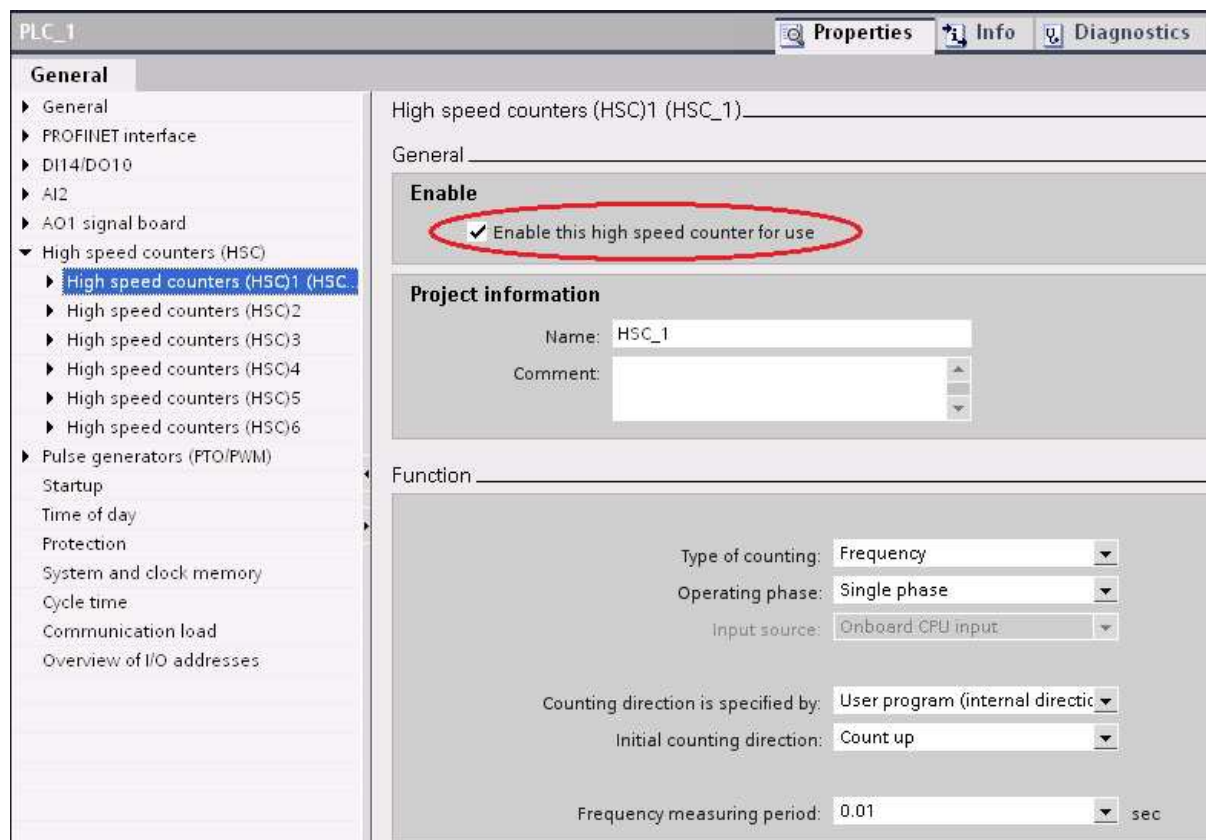 PLC_1
Properties
Info
Diagnostics
General
General
PROFINET interface
DI14/DO10
AI2
AO1 signal board
High speed counters (HSC)
High speed counters (HSC)1 (HSC...
High speed counters (HSC)2
High speed counters (HSC)3
High speed counters (HSC)4
High speed counters (HSC)5
High speed counters (HSC)6
Pulse generators (PTO/PWM)
Startup
Time of day
Protection
System and clock memory
Cycle time
Communication load
Overview of I/O addresses
High speed counters (HSC)1 (HSC_1)
General
Enable
Enable this high speed counter for use
Project information
Name: HSC_1
Comment:
Function
Type of counting: Frequency
Operating phase: Single phase
Input source: Onboard CPU input
Counting direction is specified by: User program (internal directic
Initial counting direction: Count up
Frequency measuring period: 0.01 sec